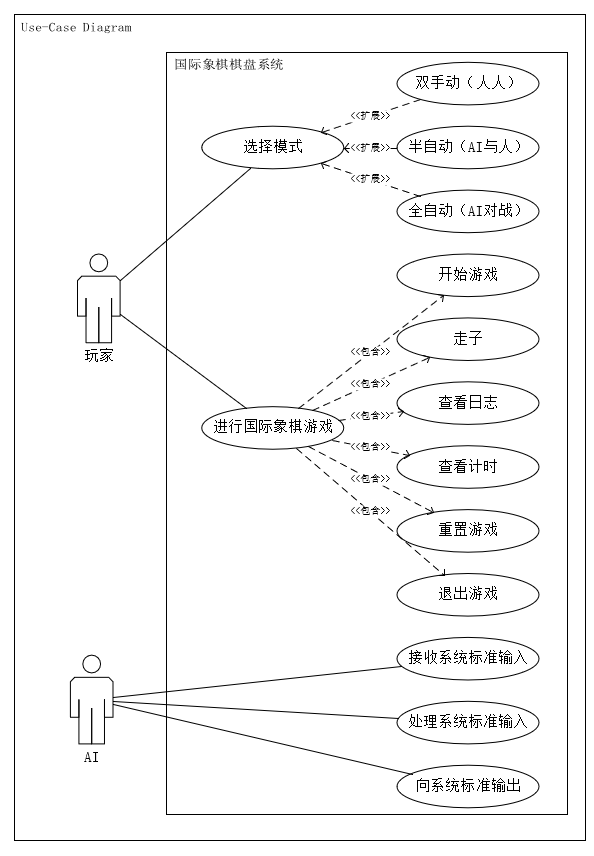 Use-Case Diagram
国际象棋棋盘系统
双手动（人人）
<<扩展>>
选择模式
<<扩展>>
半自动（AI与人）
<<扩展>>
全自动（AI对战）
开始游戏
玩家
走子
<<包含>>
<<包含>>
查看日志
<<包含>>
进行国际象棋游戏
<<包含>>
查看计时
<<包含>>
<<包含>>
重置游戏
退出游戏
接收系统标准输入
处理系统标准输入
AI
向系统标准输出